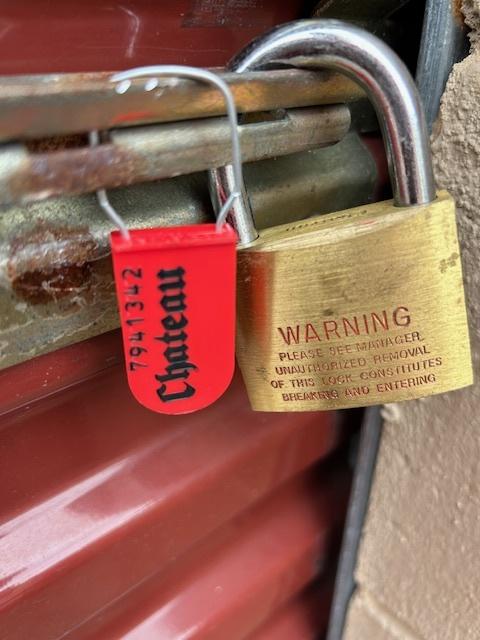 7941342
Chateau
WARNING
PLEASE SEE MANAGER
UNAUTHORIZED REMOVAL
OF THIS LOCK CONSTITUTES
BREAKING AND ENTERING